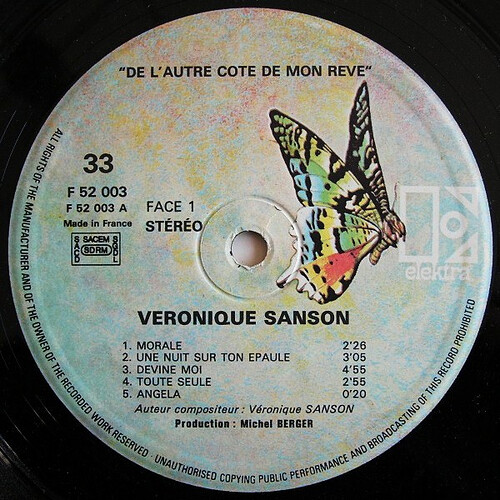 "DE L'AUTRE COTE DE MON REVE"
33
F 52 003
F 52 003 A
FACE 1
Made in France
STÉRÉO
SACEM
SACD
SDRM
SGDL
elektra
VERONIQUE SANSON
1. MORALE 2'26
2. UNE NUIT SUR TON EPAULE 3'05
3. DEVINE MOI 4'55
4. TOUTE SEULE 2'55
5. ANGELA 0'20
Auteur compositeur : Véronique SANSON
Production : Michel BERGER
ALL RIGHTS OF THE MANUFACTURER AND OF THE OWNER OF THE RECORDED WORK RESERVED - UNAUTHORISED COPYING PUBLIC PERFORMANCE AND BROADCASTING OF THIS RECORD PROHIBITED